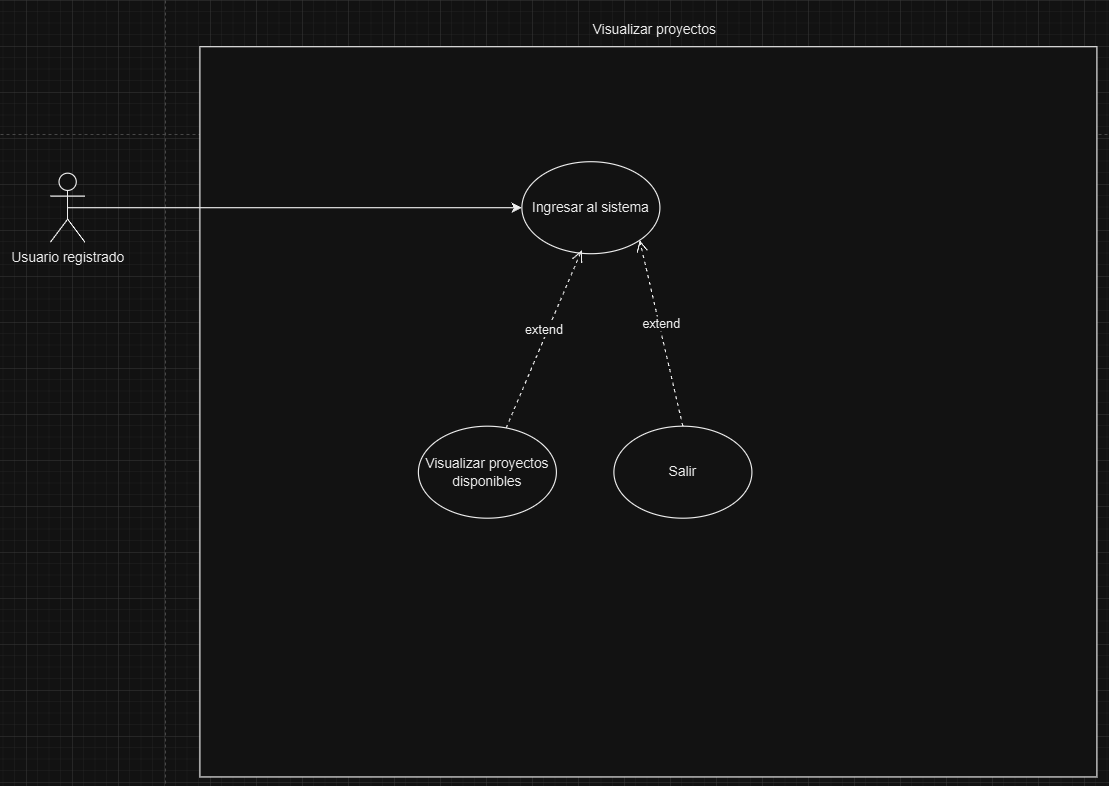 Visualizar proyectos
Ingresar al sistema
Usuario registrado
extend
extend
Visualizar proyectos
disponibles
Salir